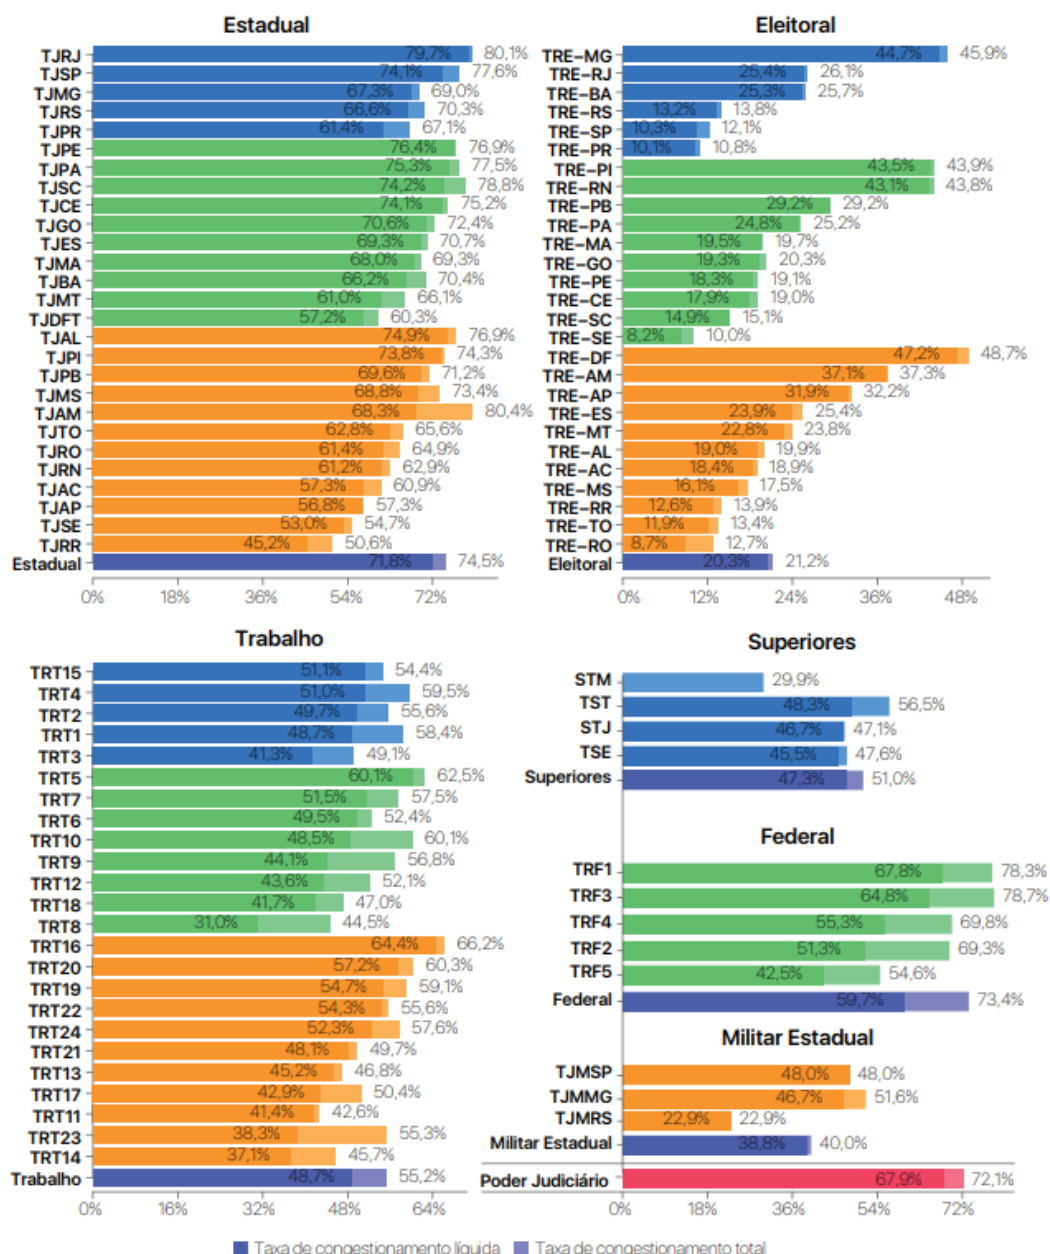 Estadual
TJRJ 79,7% 80,1%
TJSP 74,1% 77,6%
TJMG 67,3% 69,0%
TJRS 66,6% 70,3%
TJPR 61,4% 67,1%
TJPE 76,4% 76,9%
TJPA 75,3% 77,5%
TJSC 74,2% 78,8%
TJCE 74,1% 75,2%
TJGO 70,6% 72,4%
TJES 69,3% 70,7%
TJMA 68,0% 69,3%
TJBA 66,2% 70,4%
TJMT 61,0% 66,1%
TJDFT 57,2% 60,3%
TJAL 74,9% 76,9%
TJPI 73,8% 74,3%
TJPB 69,6% 71,2%
TJMS 68,8% 73,4%
TJAM 68,3% 80,4%
TJTO 62,8% 65,6%
TJRO 61,4% 64,9%
TJRN 61,2% 62,9%
TJAC 57,3% 60,9%
TJAP 56,8% 57,3%
TJSE 53,0% 54,7%
TJRR 45,2% 50,6%
Estadual 71,8% 74,5%
0% 18% 36% 54% 72%
Eleitoral
TRE-MG 44,7% 45,9%
TRE-RJ 25,4% 26,1%
TRE-BA 25,3% 25,7%
TRE-RS 13,2% 13,8%
TRE-SP 10,3% 12,1%
TRE-PR 10,1% 10,8%
TRE-PI 43,5% 43,9%
TRE-RN 43,1% 43,8%
TRE-PB 29,2% 29,2%
TRE-PA 24,8% 25,2%
TRE-MA 19,5% 19,7%
TRE-GO 19,3% 20,3%
TRE-PE 18,3% 19,1%
TRE-CE 17,9% 19,0%
TRE-SC 14,9% 15,1%
TRE-SE 8,2% 10,0%
TRE-DF 47,2% 48,7%
TRE-AM 37,1% 37,3%
TRE-AP 31,9% 32,2%
TRE-ES 23,9% 25,4%
TRE-MT 22,8% 23,8%
TRE-AL 19,0% 19,9%
TRE-AC 18,4% 18,9%
TRE-MS 16,1% 17,5%
TRE-RR 12,6% 13,9%
TRE-TO 11,9% 13,4%
TRE-RO 8,7% 12,7%
Eleitoral 20,3% 21,2%
0% 12% 24% 36% 48%
Trabalho
TRT15 51,1% 54,4%
TRT4 51,0% 59,5%
TRT2 49,7% 55,6%
TRT1 48,7% 58,4%
TRT3 41,3% 49,1%
TRT5 60,1% 62,5%
TRT7 51,5% 57,5%
TRT6 49,5% 52,4%
TRT10 48,5% 60,1%
TRT9 44,1% 56,8%
TRT12 43,6% 52,1%
TRT18 41,7% 47,0%
TRT8 31,0% 44,5%
TRT16 64,4% 66,2%
TRT20 57,2% 60,3%
TRT19 54,7% 59,1%
TRT22 54,3% 55,6%
TRT24 52,3% 57,6%
TRT21 48,1% 49,7%
TRT13 45,2% 46,8%
TRT17 42,9% 50,4%
TRT11 41,4% 42,6%
TRT23 38,3% 55,3%
TRT14 37,1% 45,7%
Trabalho 48,7% 55,2%
0% 16% 32% 48% 64%
Superiores
STM 29,9%
TST 48,3% 56,5%
STJ 46,7% 47,1%
TSE 45,5% 47,6%
Superiores 47,3% 51,0%
Federal
TRF1 67,8% 78,3%
TRF3 64,8% 78,7%
TRF4 55,3% 69,8%
TRF2 51,3% 69,3%
TRF5 42,5% 54,6%
Federal 59,7% 73,4%
Militar Estadual
TJMSP 48,0% 48,0%
TJMMG 46,7% 51,6%
TJMRS 22,9% 22,9%
Militar Estadual 38,8% 40,0%
Poder Judiciário 67,9% 72,1%
0% 18% 36% 54% 72%
Taxa de congestionamento líquida Taxa de congestionamento total